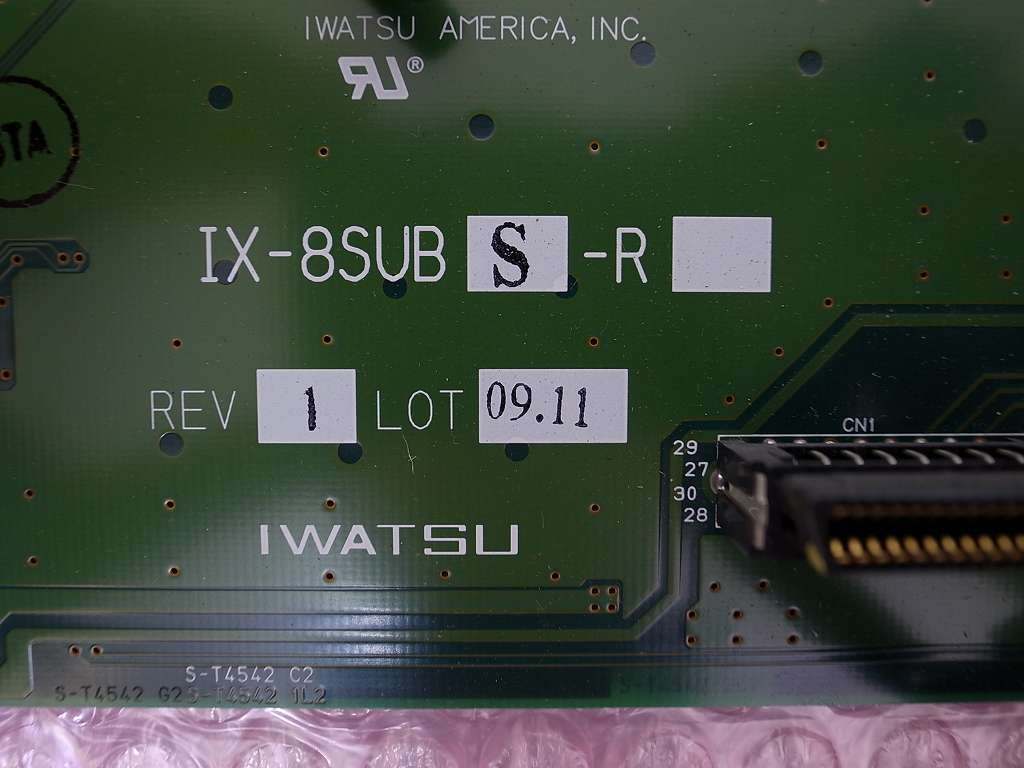 IWATSU AMERICA, INC.
IX-8SUB S -R
REV 1 LOT 09.11
CN1
29
27
30
28
IWATSU
S-T4542 C2
S-T4542 G2S-T4542 1L2